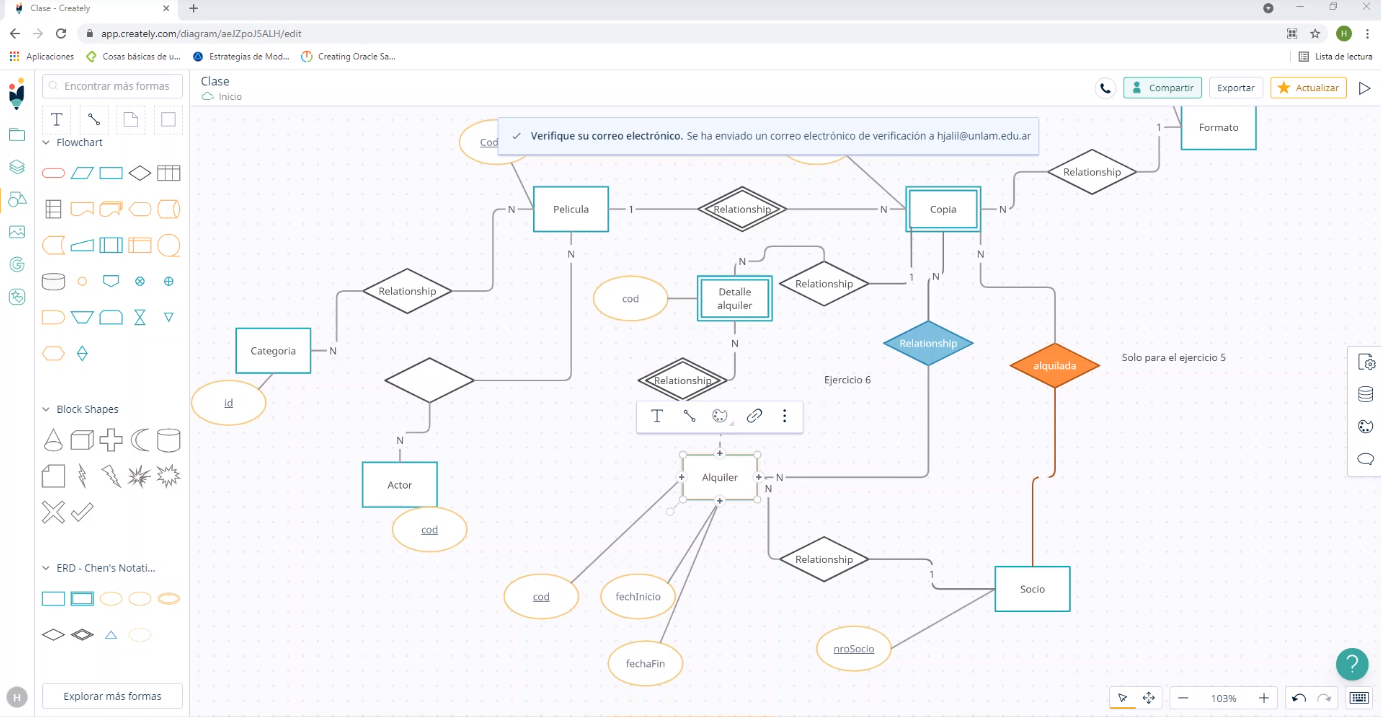 Clase - Creately
app.creately.com/diagram/aeJZpoJ5ALH/edit
H
Aplicaciones
Cosas básicas de u...
Estrategias de Mod...
Creating Oracle Sa...
Lista de lectura
Encontrar más formas
Clase
Inicio
Compartir
Exportar
Actualizar
T
Flowchart
Verifique su correo electrónico. Se ha enviado un correo electrónico de verificación a hjalil@unlam.edu.ar
Cod
1
Formato
Relationship
N
Pelicula
1
Relationship
N
Copia
N
N
N
N
1
N
Relationship
Detalle
alquiler
Relationship
cod
N
Relationship
Categoria
N
Solo para el ejercicio 5
alquilada
Relationship
Ejercicio 6
id
Block Shapes
T
N
Actor
Alquiler
N
N
cod
ERD - Chen's Notati...
Relationship
1
Socio
cod
fechInicio
nroSocio
fechaFin
H
Explorar más formas
?
103%